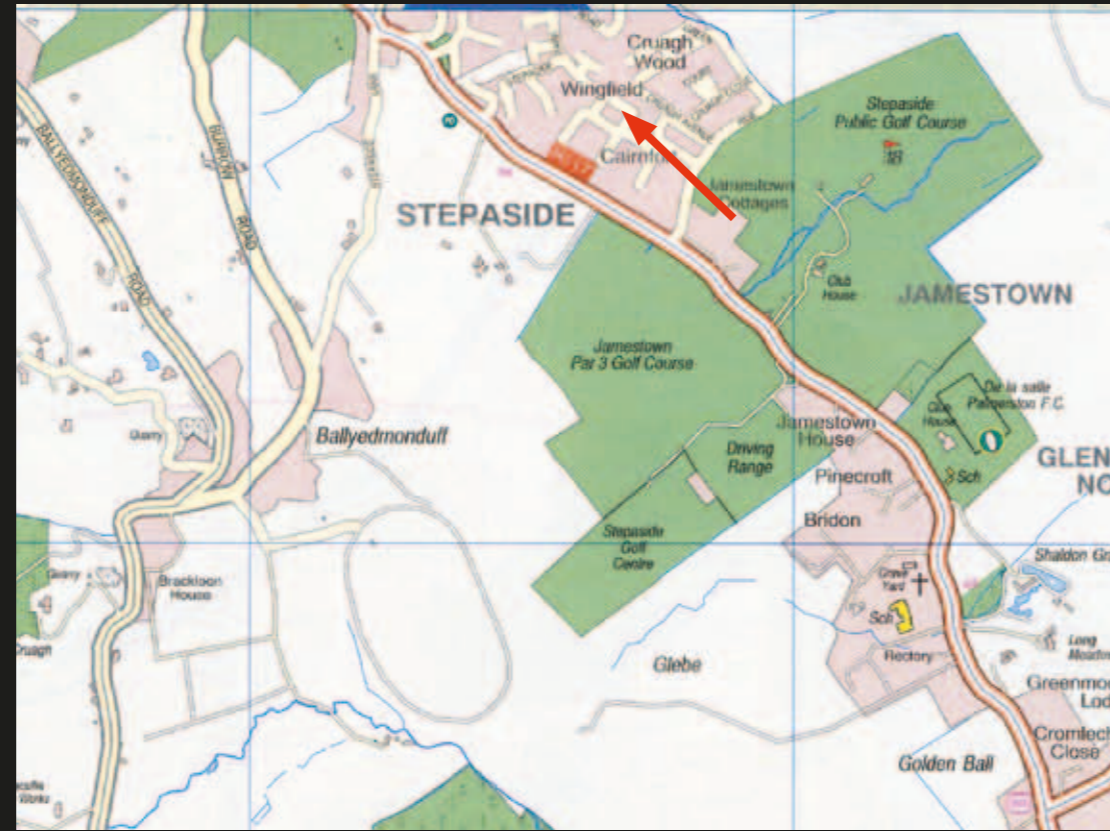 Cruagh
Wood
Wingfield
STEPASIDE
Stepaside
Public Golf Course
18
Jamestown
Cottages
STEPASIDE
Club
House
JAMESTOWN
BALLYEDMONDUFF
ROAD
BURROW
ROAD
Jamestown
Par 3 Golf Course
De la salle
Palmerston F.C.
Club
House
Jamestown
House
Quarry
Ballyedmonduff
Driving
Range
Pinecroft
Sch
GLEN
NO
Bridon
Stepaside
Golf
Centre
Quarry
Brackloon
House
Grave
Yard
Shaldon Gr
Sch
Cruagh
Rectory
Long
Meadow
Glebe
Greenmo
Lod
Cromlech
Close
Golden Ball
Works